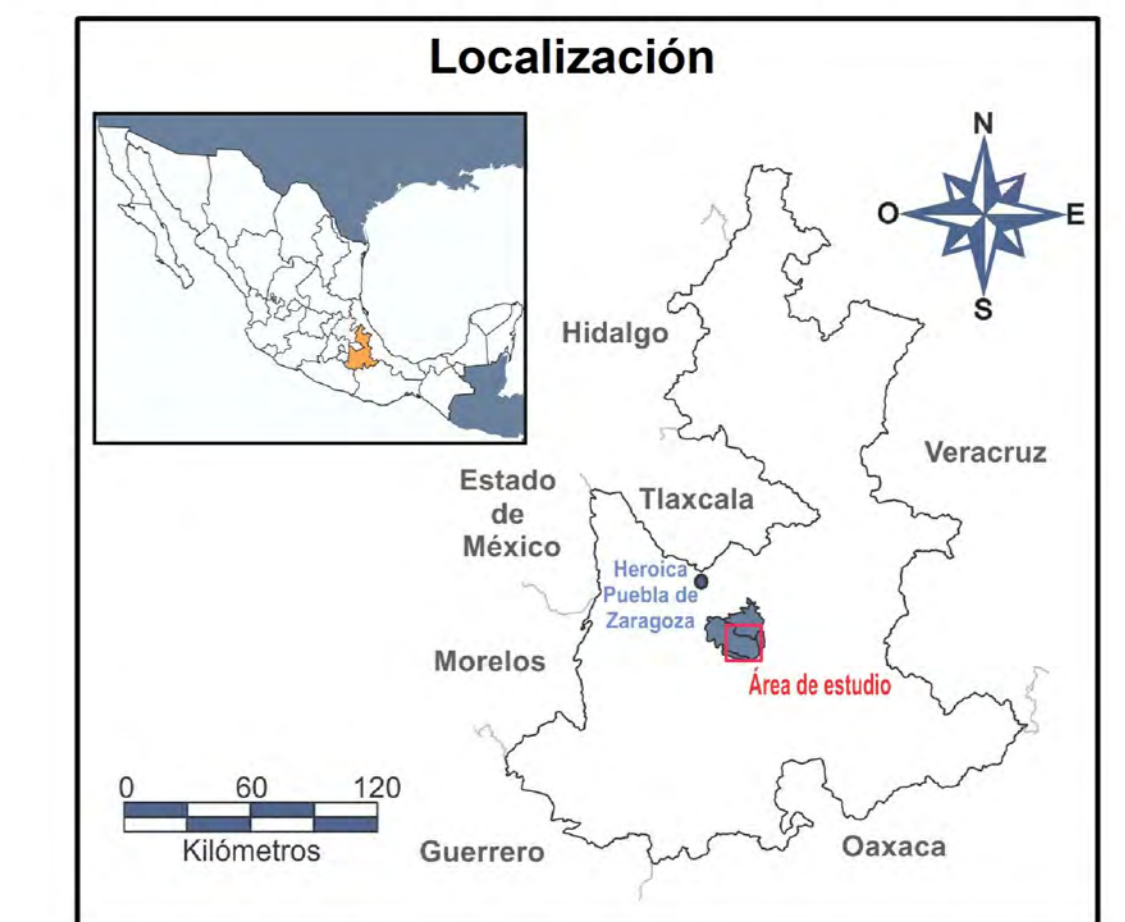 Localización
N
O
E
S
Hidalgo
Veracruz
Estado
de
México
Tlaxcala
Heroica
Puebla de
Zaragoza
Morelos
Área de estudio
0 60 120
Kilómetros
Guerrero
Oaxaca